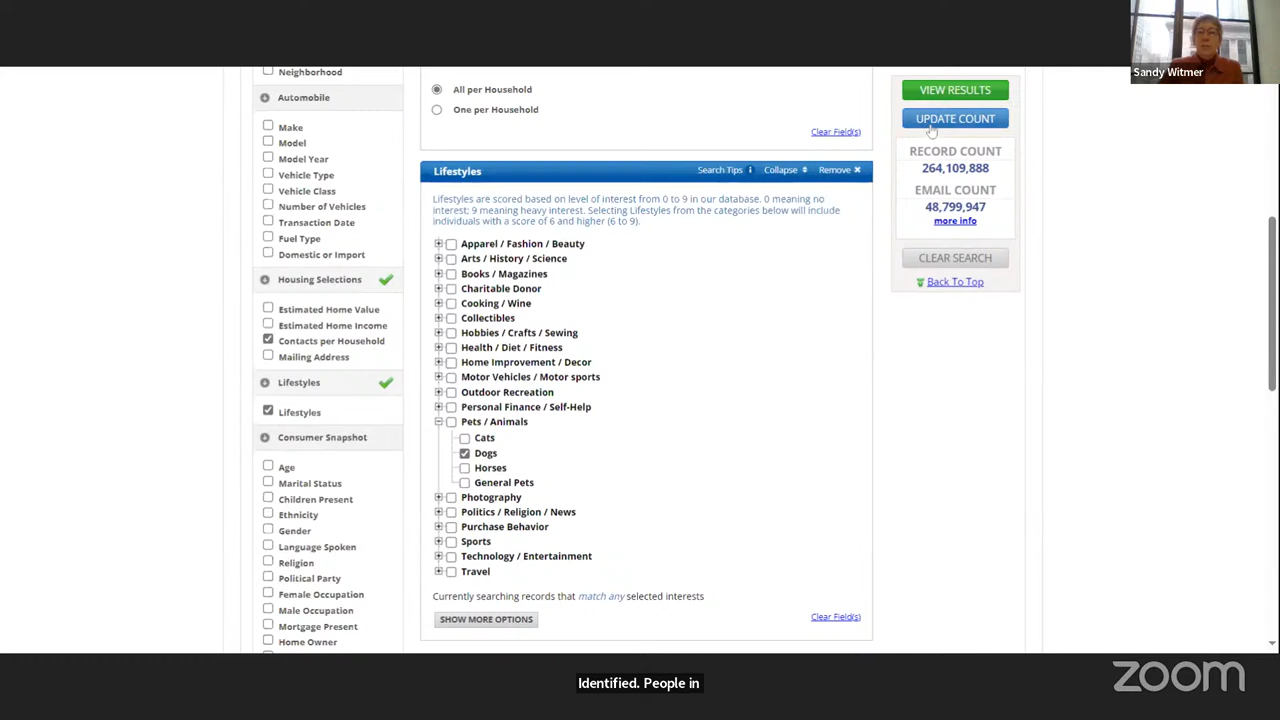 Sandy Witmer
Neighborhood
Automobile
Make
Model
Model Year
Vehicle Type
Vehicle Class
Number of Vehicles
Transaction Date
Fuel Type
Domestic or Import
Housing Selections
Estimated Home Value
Estimated Home Income
Contacts per Household
Mailing Address
Lifestyles
Lifestyles
Consumer Snapshot
Age
Marital Status
Children Present
Ethnicity
Gender
Language Spoken
Religion
Political Party
Female Occupation
Male Occupation
Mortgage Present
Home Owner
All per Household
One per Household
Clear Field(s)
Lifestyles
Search Tips
Collapse
Remove
Lifestyles are scored based on level of interest from 0 to 9 in our database. 0 meaning no
interest; 9 meaning heavy interest. Selecting Lifestyles from the categories below will include
individuals with a score of 6 and higher (6 to 9).
Apparel / Fashion / Beauty
Arts / History / Science
Books / Magazines
Charitable Donor
Cooking / Wine
Collectibles
Hobbies / Crafts / Sewing
Health / Diet / Fitness
Home Improvement / Decor
Motor Vehicles / Motor sports
Outdoor Recreation
Personal Finance / Self-Help
Pets / Animals
Cats
Dogs
Horses
General Pets
Photography
Politics / Religion / News
Purchase Behavior
Sports
Technology / Entertainment
Travel
Currently searching records that match any selected interests
SHOW MORE OPTIONS
Clear Field(s)
VIEW RESULTS
UPDATE COUNT
RECORD COUNT
264,109,888
EMAIL COUNT
48,799,947
more info
CLEAR SEARCH
Back To Top
Identified. People in
zoom